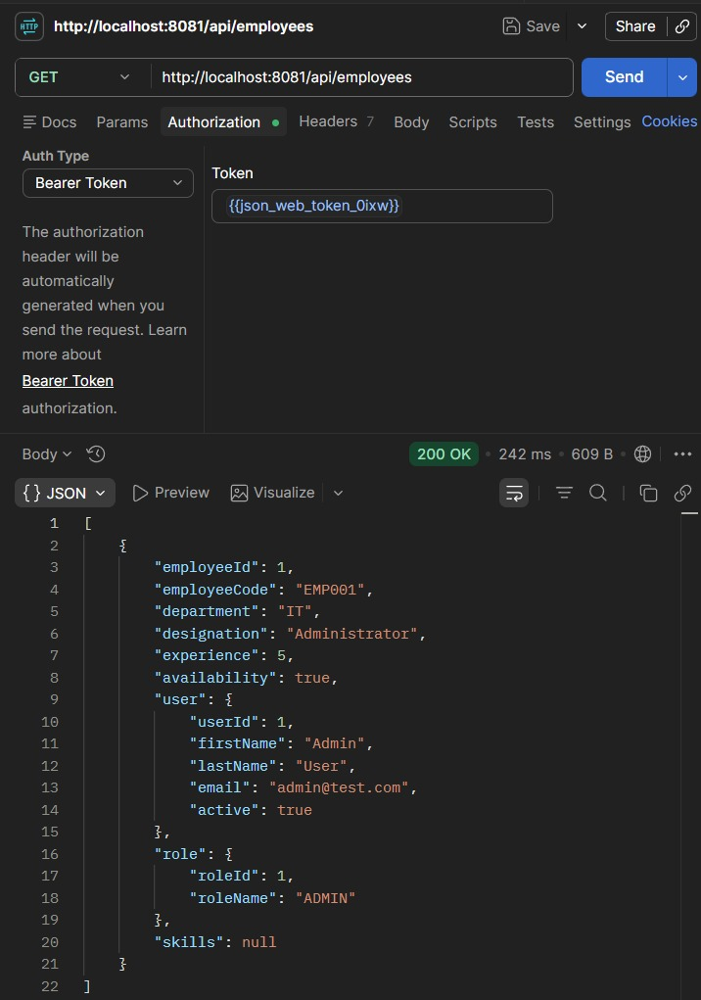 HTTP http://localhost:8081/api/employees Save Share
GET http://localhost:8081/api/employees Send
Docs Params Authorization Headers 7 Body Scripts Tests Settings Cookies
Auth Type
Bearer Token
Token
{{json_web_token_0ixw}}
The authorization
header will be
automatically
generated when you
send the request. Learn
more about
Bearer Token
authorization.
Body 200 OK • 242 ms • 609 B •
{ } JSON Preview Visualize
1 [
2 {
3 "employeeId": 1,
4 "employeeCode": "EMP001",
5 "department": "IT",
6 "designation": "Administrator",
7 "experience": 5,
8 "availability": true,
9 "user": {
10 "userId": 1,
11 "firstName": "Admin",
12 "lastName": "User",
13 "email": "admin@test.com",
14 "active": true
15 },
16 "role": {
17 "roleId": 1,
18 "roleName": "ADMIN"
19 },
20 "skills": null
21 }
22 ]